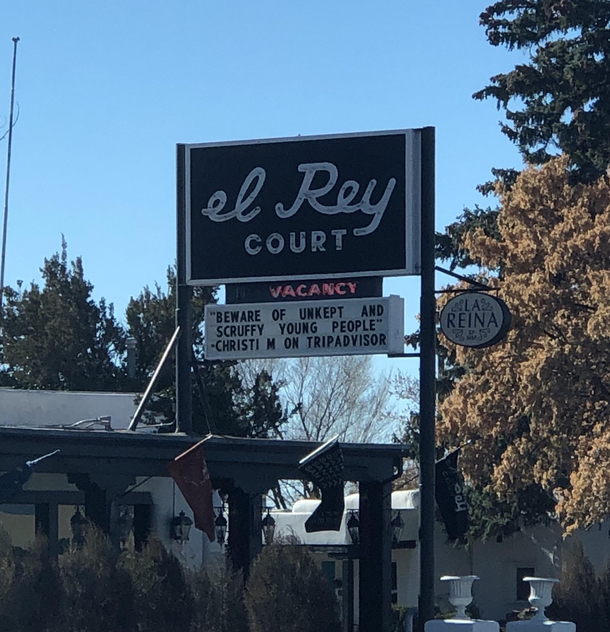 el Rey
COURT
VACANCY
"BEWARE OF UNKEPT AND
SCRUFFY YOUNG PEOPLE"
-CHRISTI M ON TRIPADVISOR
LA
REINA